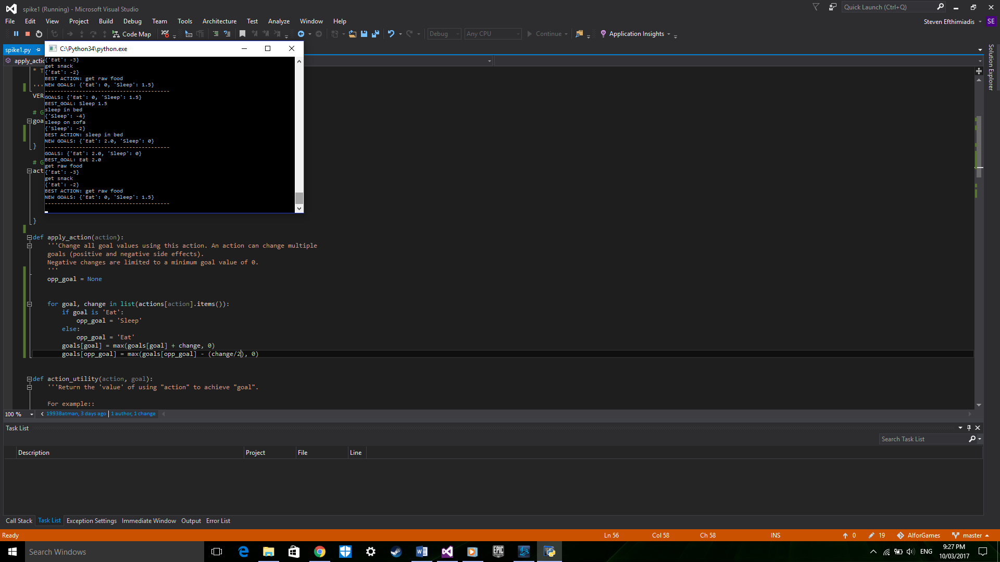 spike1 (Running) - Microsoft Visual Studio
Quick Launch (Ctrl+Q)
File Edit View Project Build Debug Team Tools Architecture Test Analyze Window Help
Steven Efthimiadis SE
Code Map Debug Any CPU Continue Application Insights
spike1.py
C:\Python34\python.exe
Solution Explorer
apply_actio
{'Eat': -3}
get snack
{'Eat': -2}
BEST ACTION: get raw food
NEW GOALS: {'Eat': 0, 'Sleep': 1.5}
----------------------------------------
GOALS: {'Eat': 0, 'Sleep': 1.5}
BEST_GOAL: Sleep 1.5
sleep in bed
{'Sleep': -4}
sleep on sofa
{'Sleep': -2}
BEST ACTION: sleep in bed
NEW GOALS: {'Eat': 2.0, 'Sleep': 0}
----------------------------------------
GOALS: {'Eat': 2.0, 'Sleep': 0}
BEST_GOAL: Eat 2.0
get raw food
{'Eat': -3}
get snack
{'Eat': -2}
BEST ACTION: get raw food
NEW GOALS: {'Eat': 0, 'Sleep': 1.5}
----------------------------------------
* T
'''
VER
# G
goa
}
# G
act
}
def apply_action(action):
'''Change all goal values using this action. An action can change multiple
goals (positive and negative side effects).
Negative changes are limited to a minimum goal value of 0.
'''
opp_goal = None
for goal, change in list(actions[action].items()):
if goal is 'Eat':
opp_goal = 'Sleep'
else:
opp_goal = 'Eat'
goals[goal] = max(goals[goal] + change, 0)
goals[opp_goal] = max(goals[opp_goal] - (change/2), 0)
def action_utility(action, goal):
'''Return the 'value' of using "action" to achieve "goal".
For example::
100 % 1993Batman, 3 days ago | 1 author, 1 change
Task List
Search Task List
Description Project File Line
Call Stack Task List Exception Settings Immediate Window Output Error List
Ready Ln 56 Col 58 Ch 58 INS 0 19 AIforGames master
Search Windows
EPIC GAMES
ENG
9:27 PM
10/03/2017